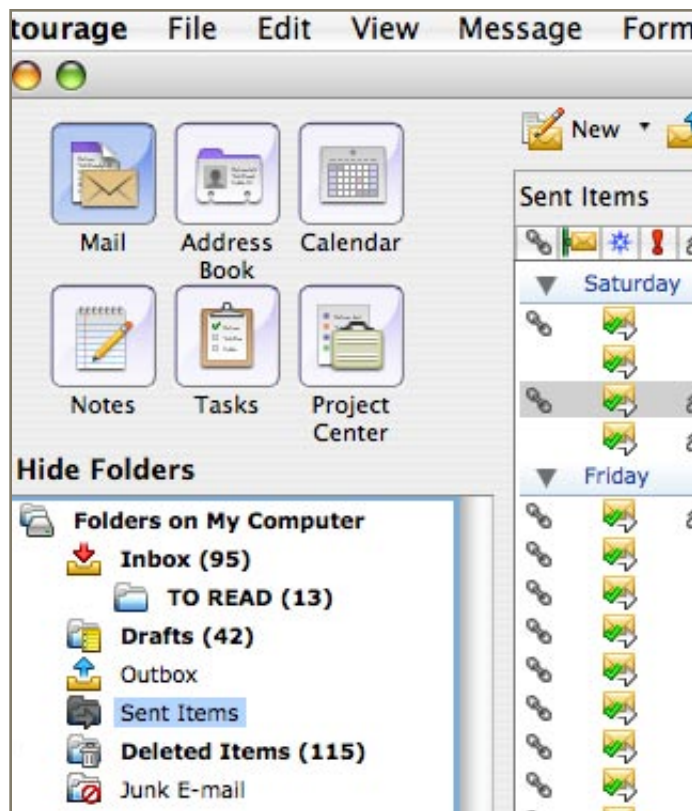 tourage File Edit View Message Form
New
Mail Address Book Calendar
Notes Tasks Project Center
Hide Folders
Folders on My Computer
Inbox (95)
TO READ (13)
Drafts (42)
Outbox
Sent Items
Deleted Items (115)
Junk E-mail
Sent Items
Saturday
Friday